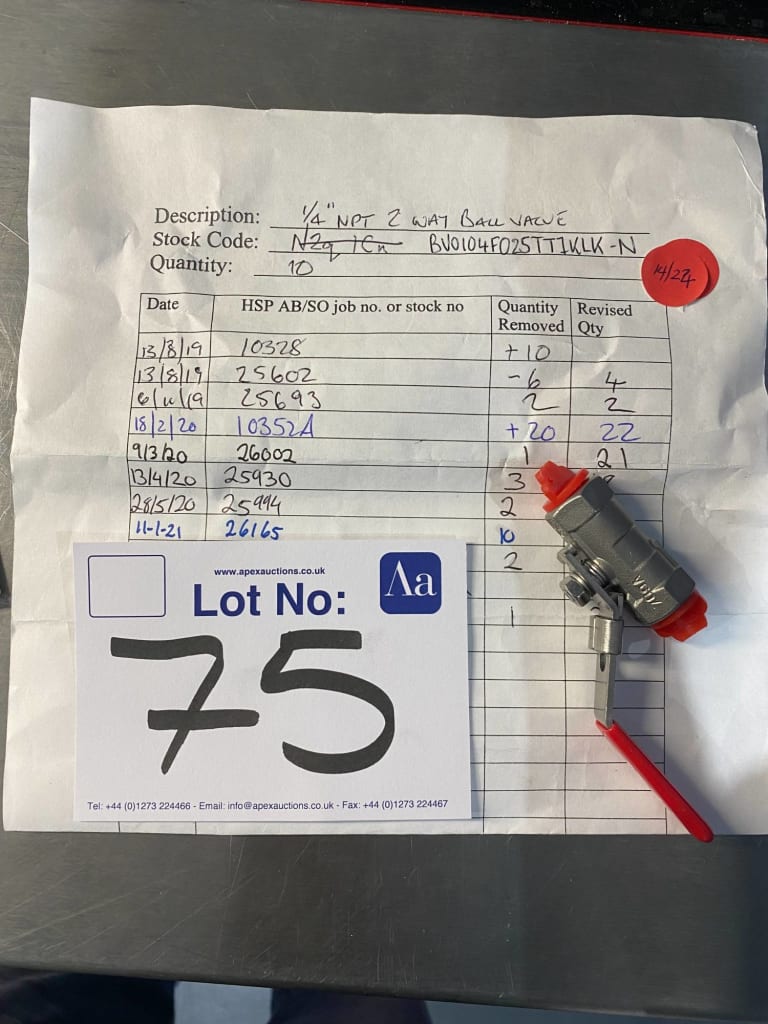 Description: 1/4" NPT 2 WAY BALL VALVE
Stock Code: BV0104F025TT1KLK-N
Quantity: 10
14/24
Date HSP AB/SO job no. or stock no Quantity Removed Revised Qty
13/8/19 10328 +10
13/8/19 25602 -6 4
6/11/19 25693 2 2
18/2/20 10352A +20 22
9/3/20 26002 1 21
13/4/20 25930 3
28/5/20 25994 2
11-1-21 26165 10
2
1
www.apexauctions.co.uk
Aa
Lot No:
75
Tel: +44 (0)1273 224466 - Email: info@apexauctions.co.uk - Fax: +44 (0)1273 224467